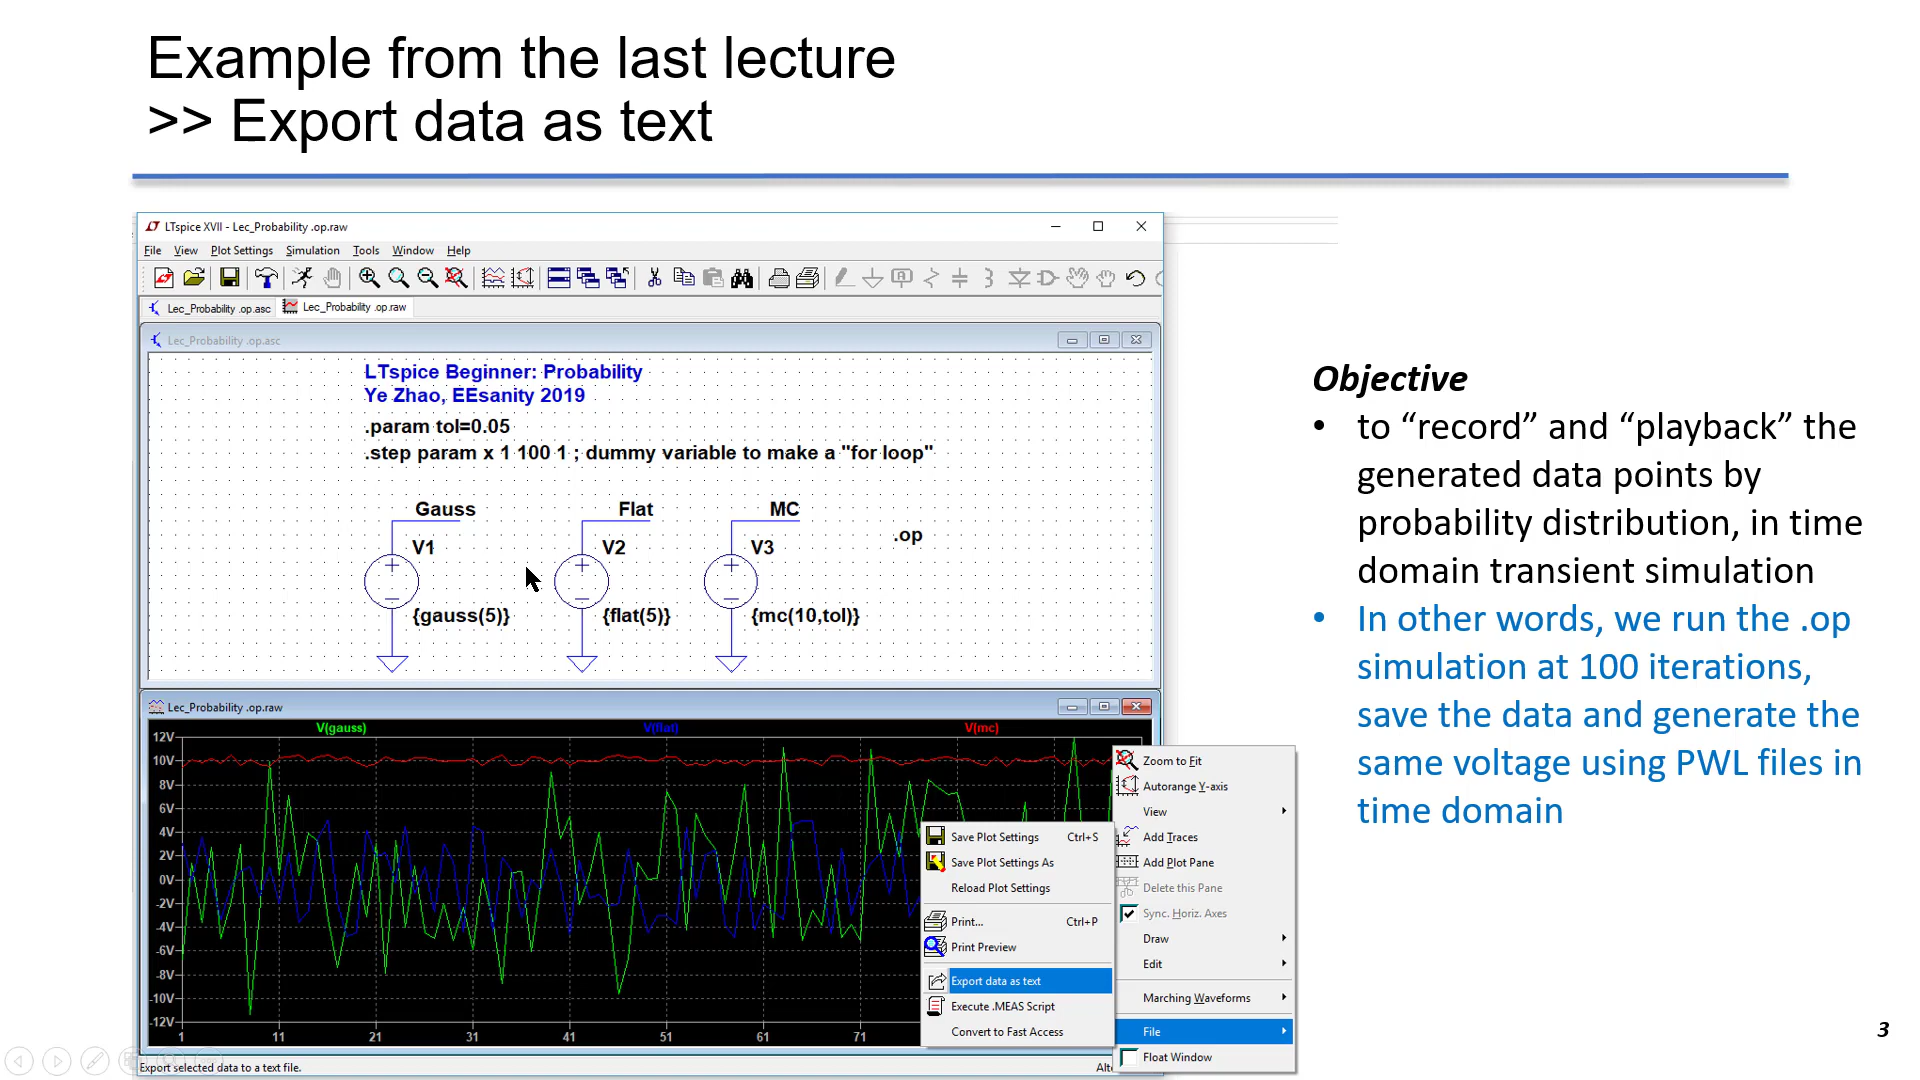 Example from the last lecture
>> Export data as text
LTspice XVII - Lec_Probability .op.raw
File View Plot Settings Simulation Tools Window Help
Lec_Probability .op.asc Lec_Probability .op.raw
Lec_Probability .op.asc
LTspice Beginner: Probability
Ye Zhao, EEsanity 2019
.param tol=0.05
.step param x 1 100 1 ; dummy variable to make a "for loop"
Gauss Flat MC
.op
V1 V2 V3
{gauss(5)} {flat(5)} {mc(10,tol)}
Lec_Probability .op.raw
V(gauss) V(flat) V(mc)
12V
10V
8V
6V
4V
2V
0V
-2V
-4V
-6V
-8V
-10V
-12V
1 11 21 31 41 51 61 71
Save Plot Settings Ctrl+S
Save Plot Settings As
Reload Plot Settings
Print... Ctrl+P
Print Preview
Export data as text
Execute .MEAS Script
Convert to Fast Access
Zoom to Fit
Autorange Y-axis
View
Add Traces
Add Plot Pane
Delete this Pane
Sync. Horiz. Axes
Draw
Edit
Marching Waveforms
File
Float Window
Export selected data to a text file.
Objective
• to “record” and “playback” the
generated data points by
probability distribution, in time
domain transient simulation
• In other words, we run the .op
simulation at 100 iterations,
save the data and generate the
same voltage using PWL files in
time domain
3